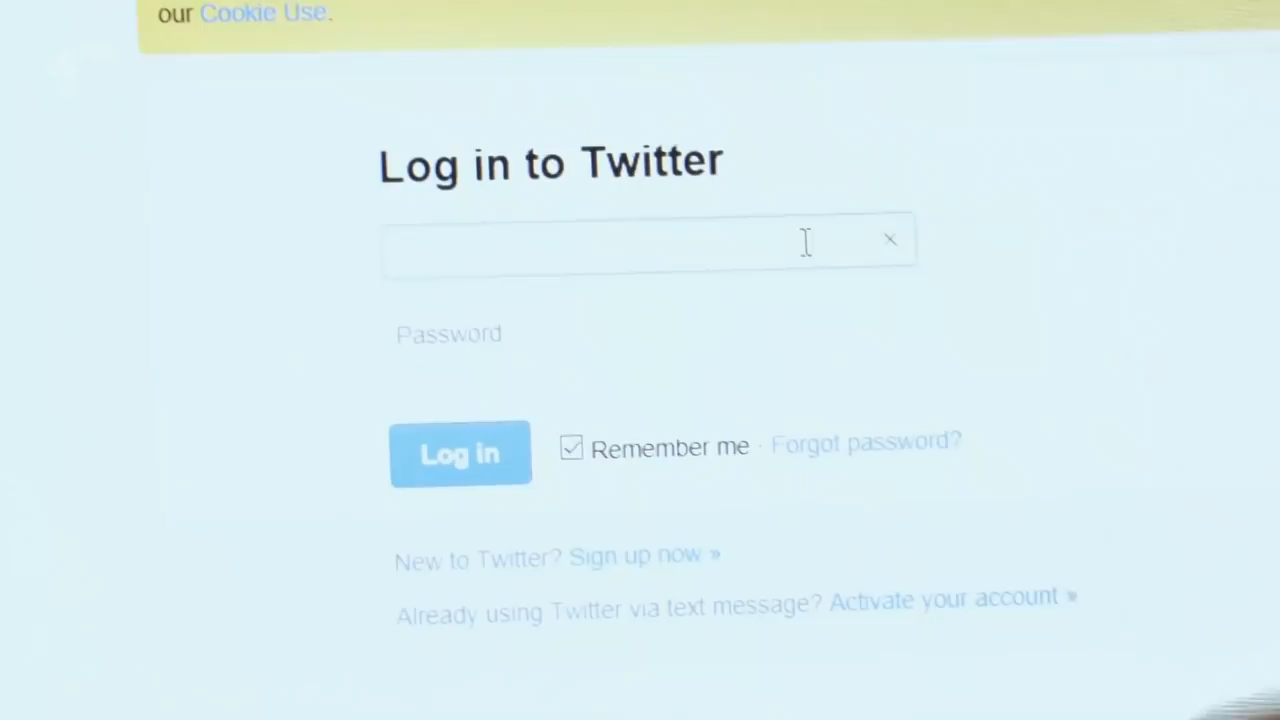 our Cookie Use.
Log in to Twitter
Password
Log in
Remember me · Forgot password?
New to Twitter? Sign up now »
Already using Twitter via text message? Activate your account »